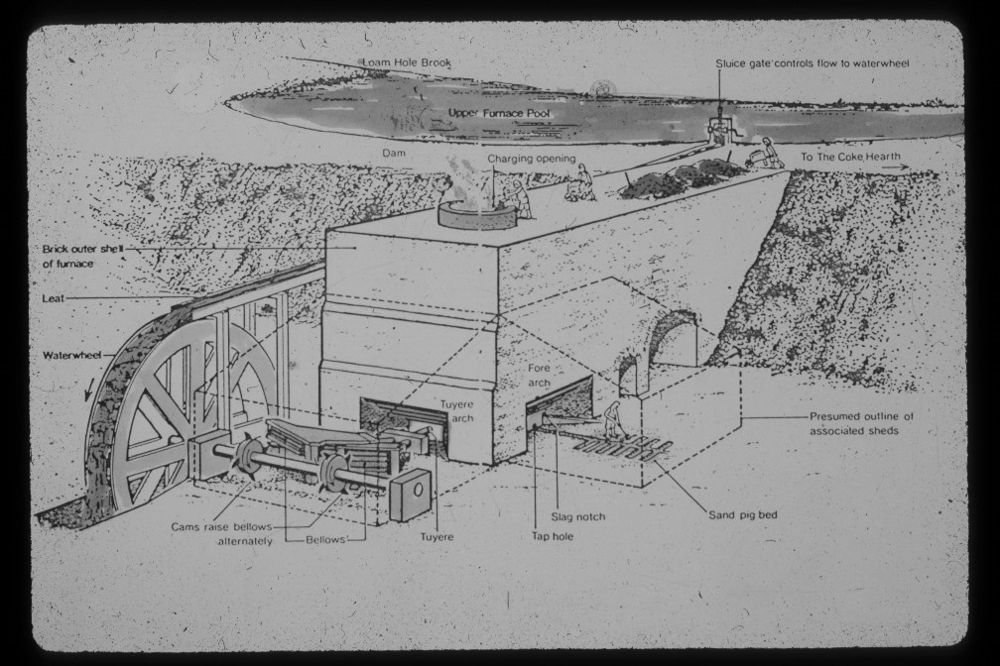 Loam Hole Brook
Sluice gate controls flow to waterwheel
Upper Furnace Pool
Dam
Charging opening
To The Coke Hearth
Brick outer shell
of furnace
Leat
Waterwheel
Fore
arch
Tuyere
arch
Presumed outline of
associated sheds
Cams raise bellows
alternately
Bellows
Tuyere
Slag notch
Tap hole
Sand pig bed